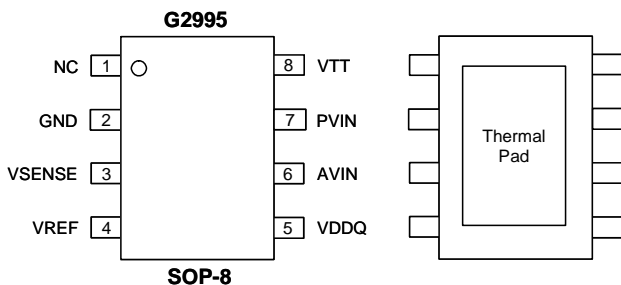 G2995
NC 1 8 VTT
GND 2 7 PVIN
VSENSE 3 6 AVIN
VREF 4 5 VDDQ
SOP-8
Thermal
Pad